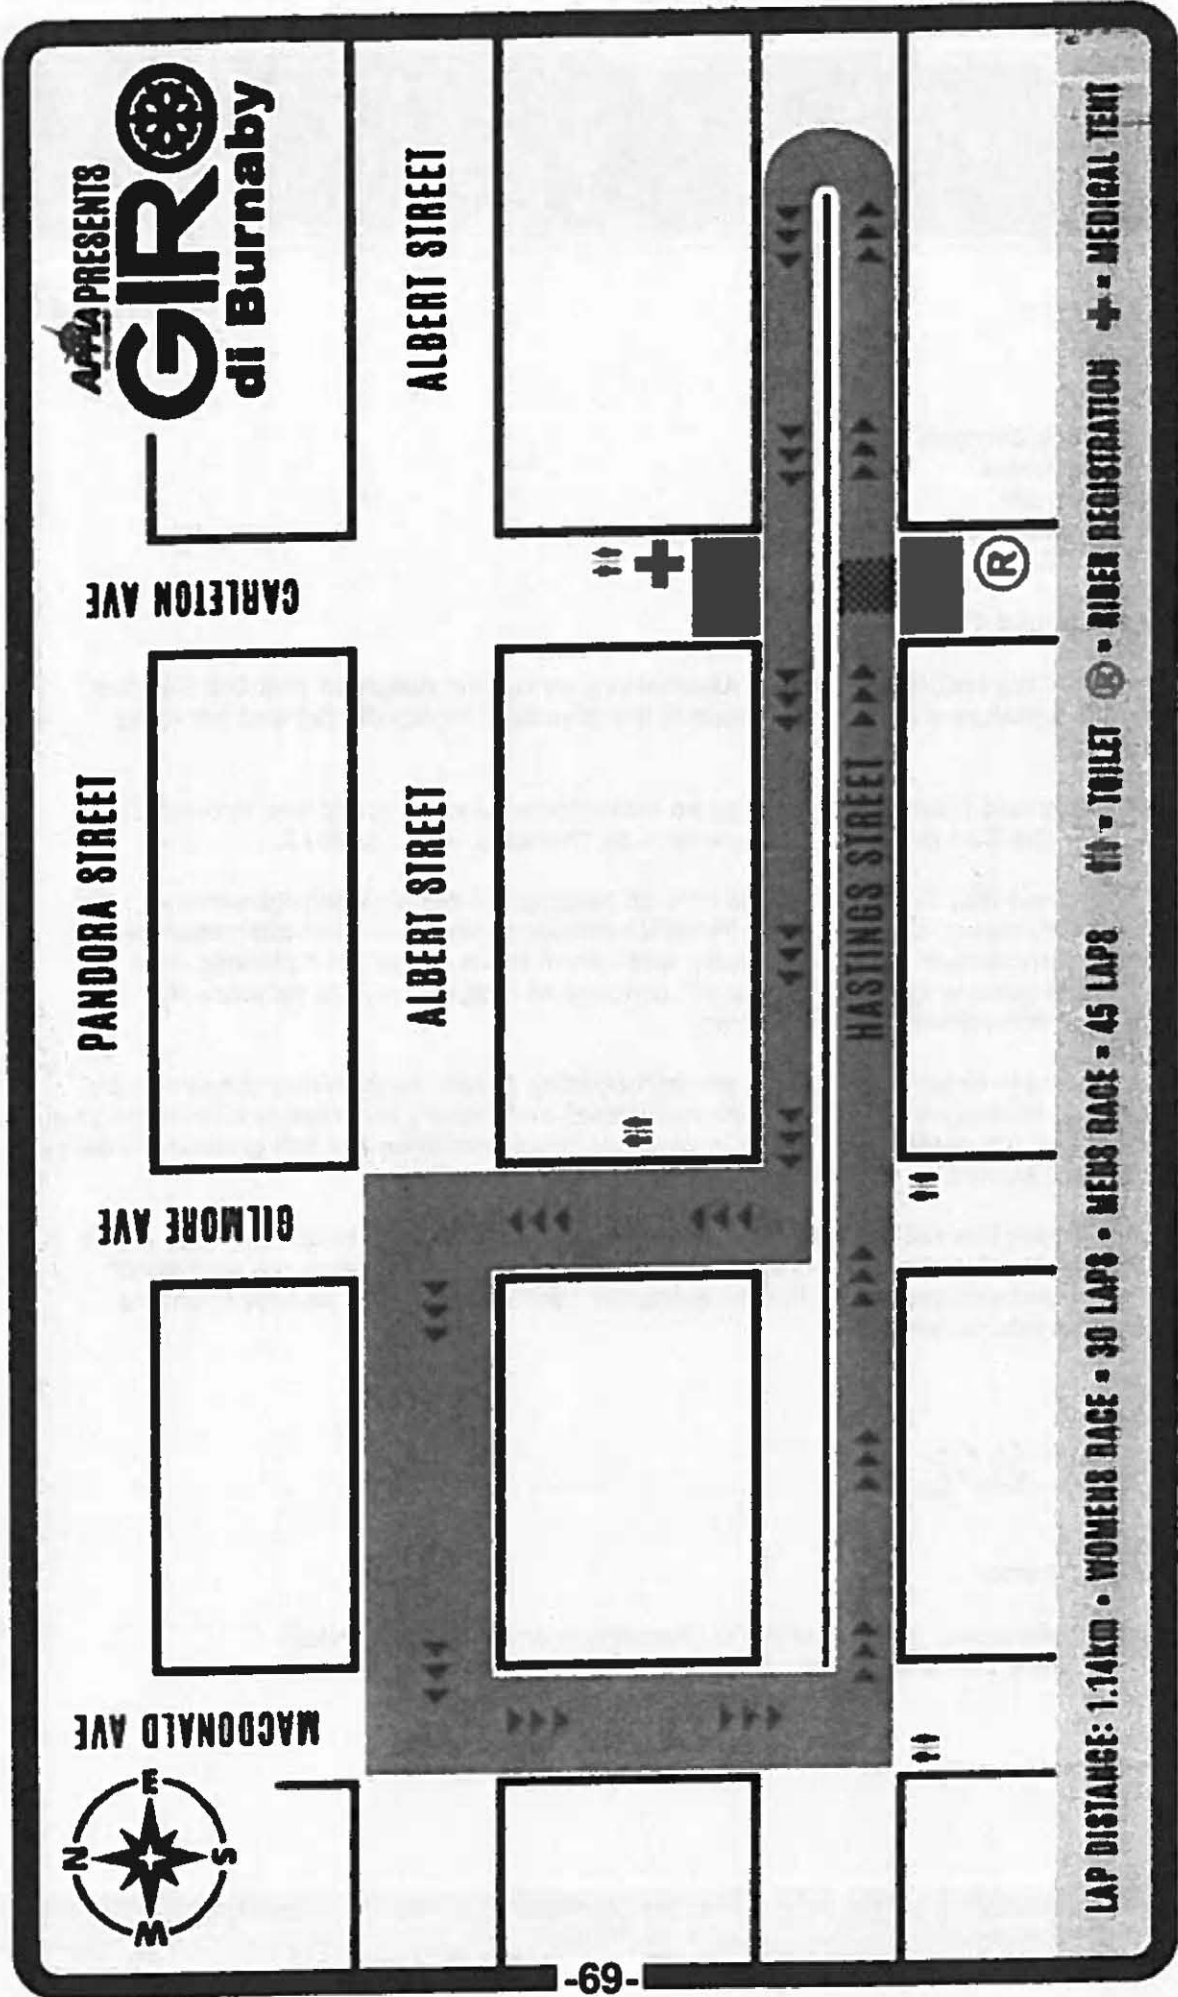 APMA PRESENTS
GIRO
di Burnaby
PANDORA STREET
ALBERT STREET
ALBERT STREET
HASTINGS STREET
MACDONALD AVE
GILMORE AVE
CARLETON AVE
N
E
S
W
R
LAP DISTANCE: 1.14KM • WOMENS RACE = 30 LAPS • MENS RACE = 45 LAPS = TOILET R = RIDER REGISTRATION + = MEDICAL TENT
-69-